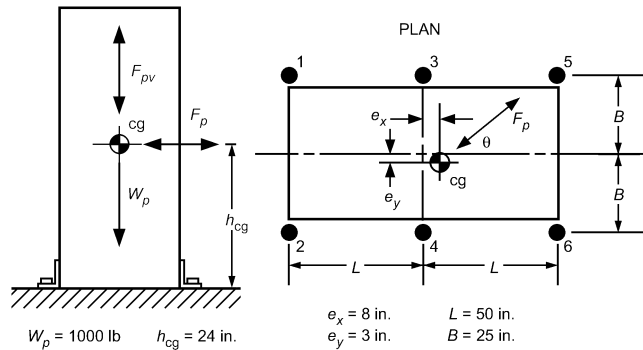 PLAN
F_pv
F_p
cg
W_p
h_cg
1
3
5
e_x
F_p
θ
cg
e_y
B
B
2
4
6
L
L
W_p = 1000 lb
h_cg = 24 in.
e_x = 8 in.
L = 50 in.
e_y = 3 in.
B = 25 in.